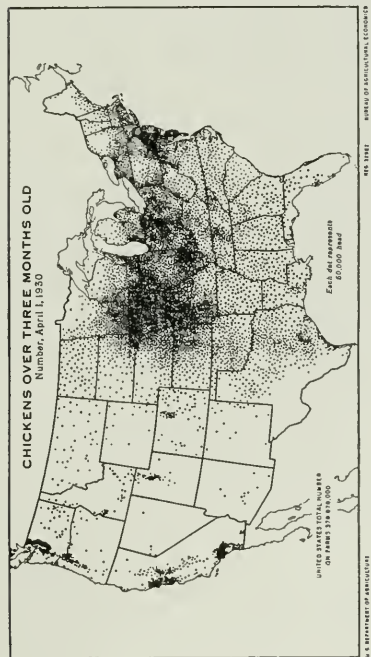 CHICKENS OVER THREE MONTHS OLD
Number, April 1, 1930
Each dot represents
50,000 head
UNITED STATES TOTAL NUMBER
ON FARMS 378,878,000
U. S. DEPARTMENT OF AGRICULTURE
BUREAU OF AGRICULTURAL ECONOMICS